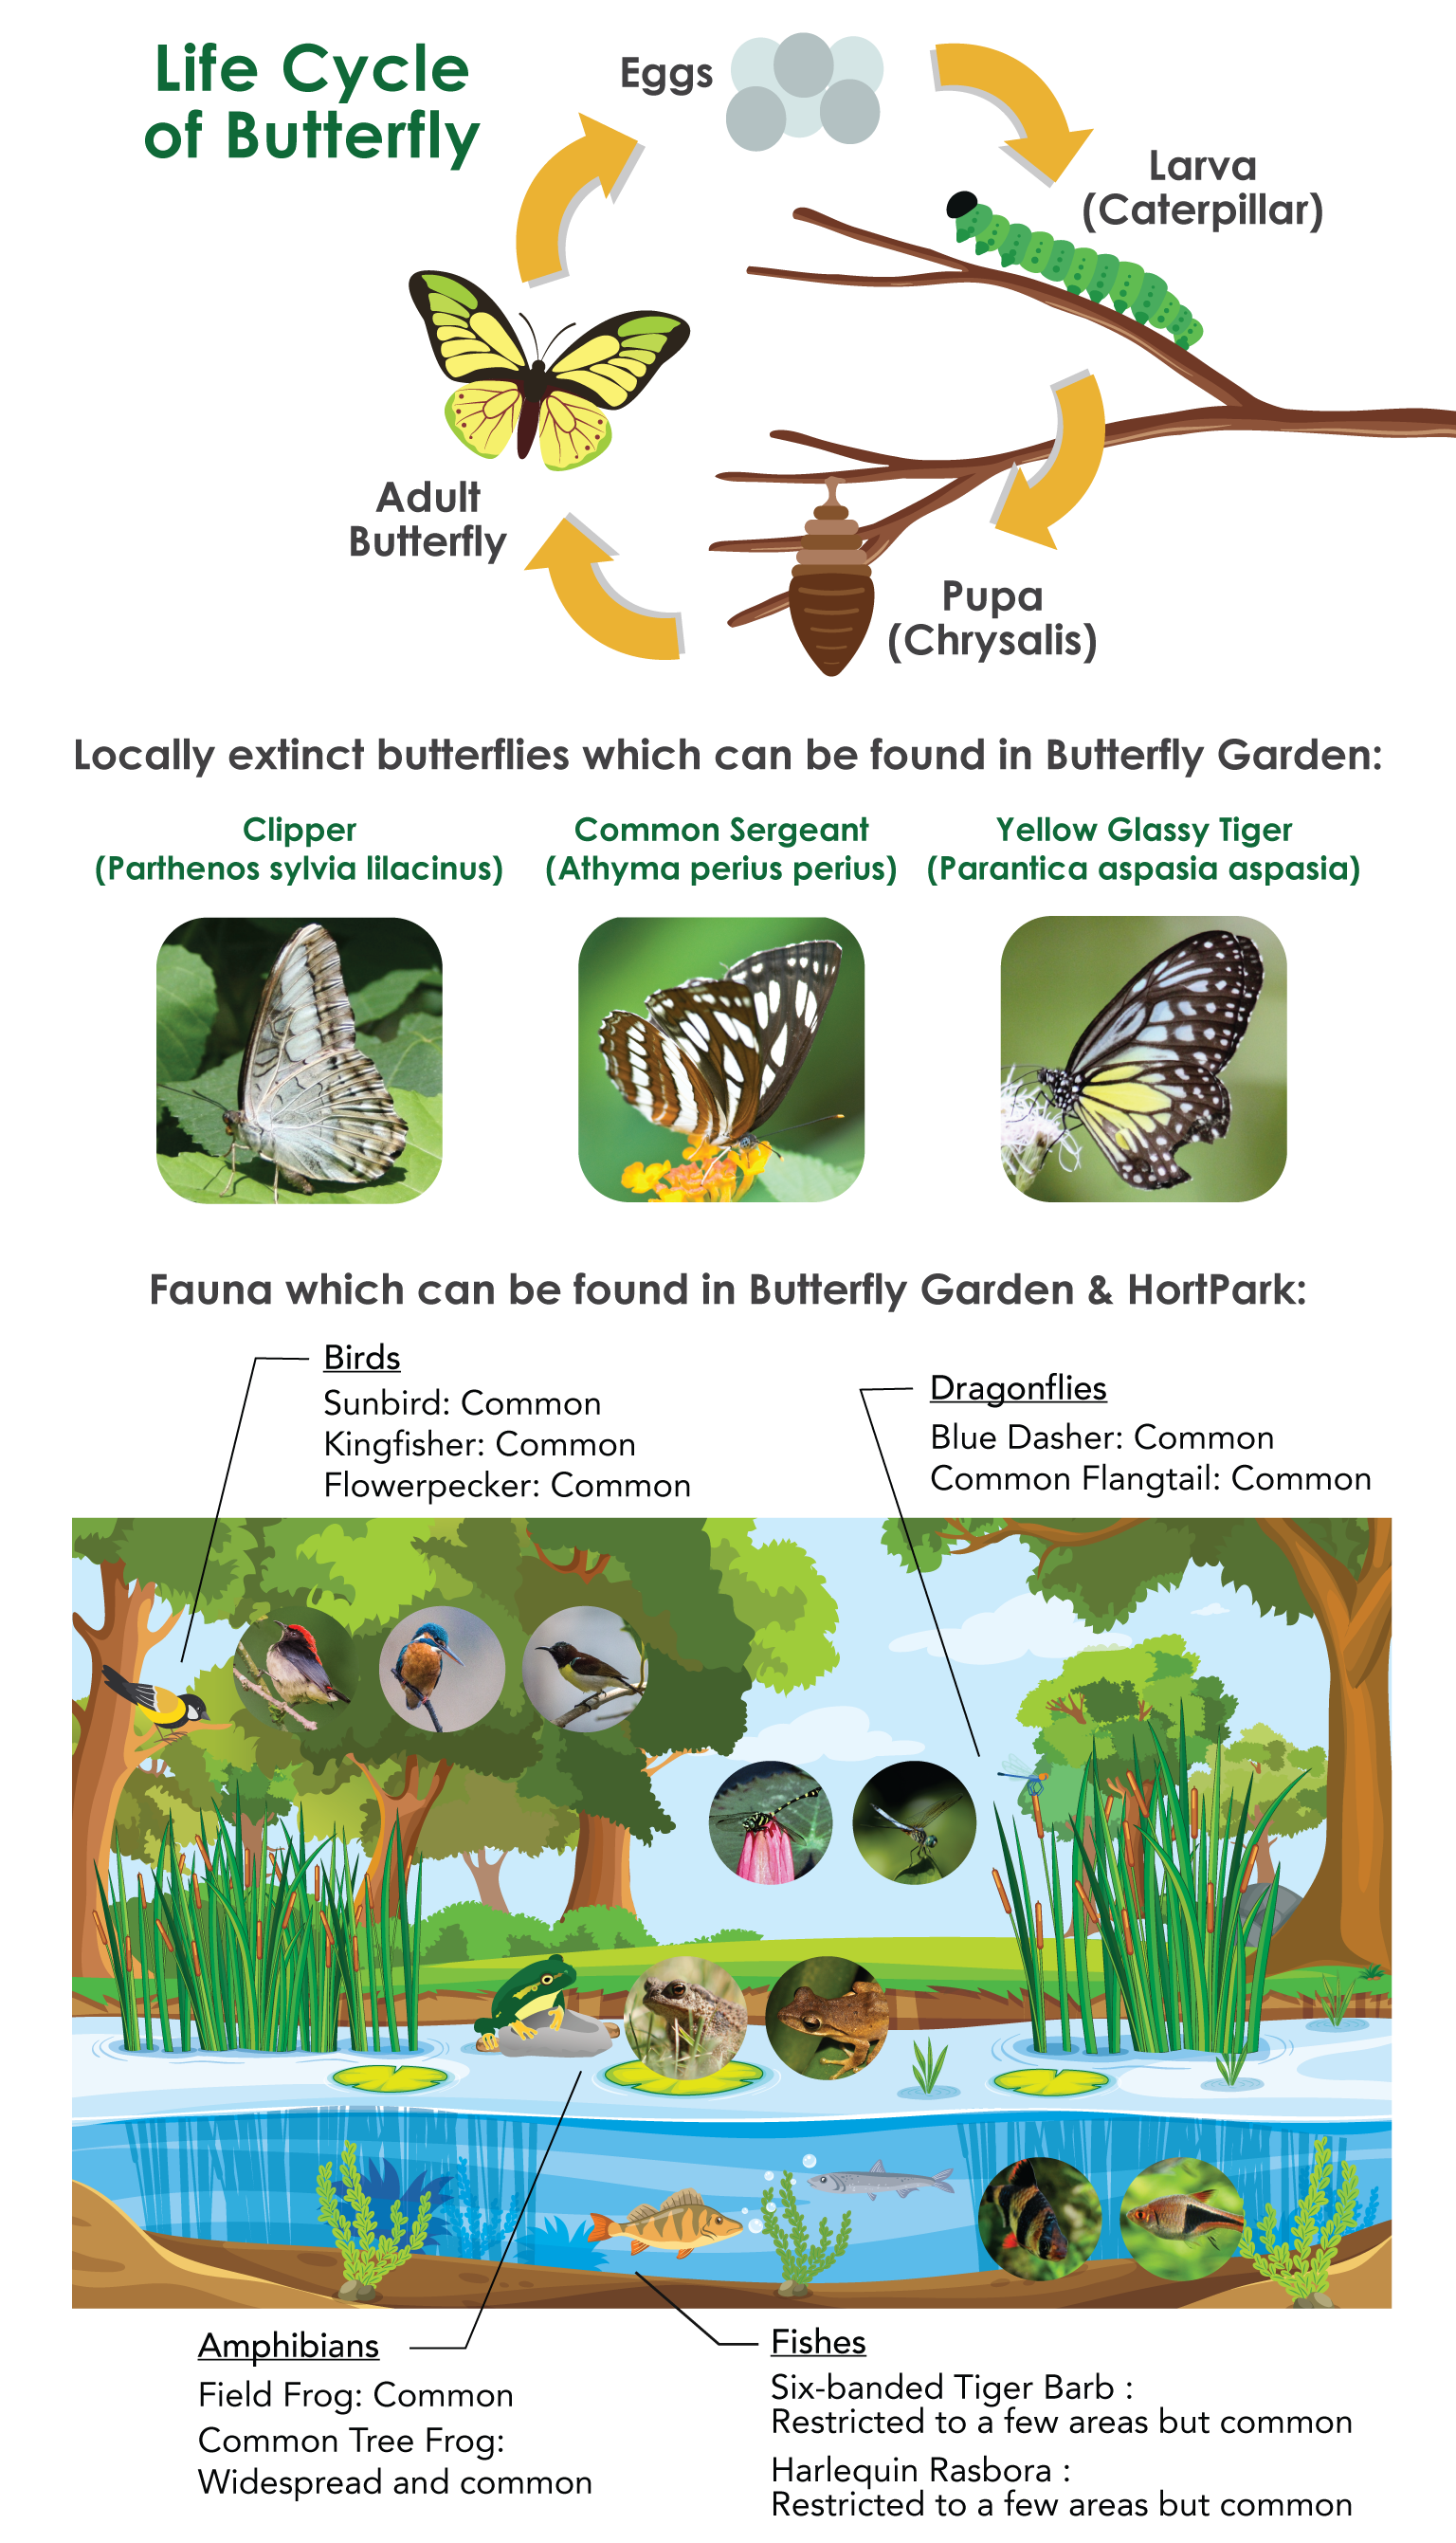 Life Cycle
of Butterfly
Eggs
Larva
(Caterpillar)
Adult
Butterfly
Pupa
(Chrysalis)
Locally extinct butterflies which can be found in Butterfly Garden:
Clipper
(Parthenos sylvia lilacinus)
Common Sergeant
(Athyma perius perius)
Yellow Glassy Tiger
(Parantica aspasia aspasia)
Fauna which can be found in Butterfly Garden & HortPark:
Birds
Sunbird: Common
Kingfisher: Common
Flowerpecker: Common
Dragonflies
Blue Dasher: Common
Common Flangtail: Common
Amphibians
Field Frog: Common
Common Tree Frog:
Widespread and common
Fishes
Six-banded Tiger Barb :
Restricted to a few areas but common
Harlequin Rasbora :
Restricted to a few areas but common